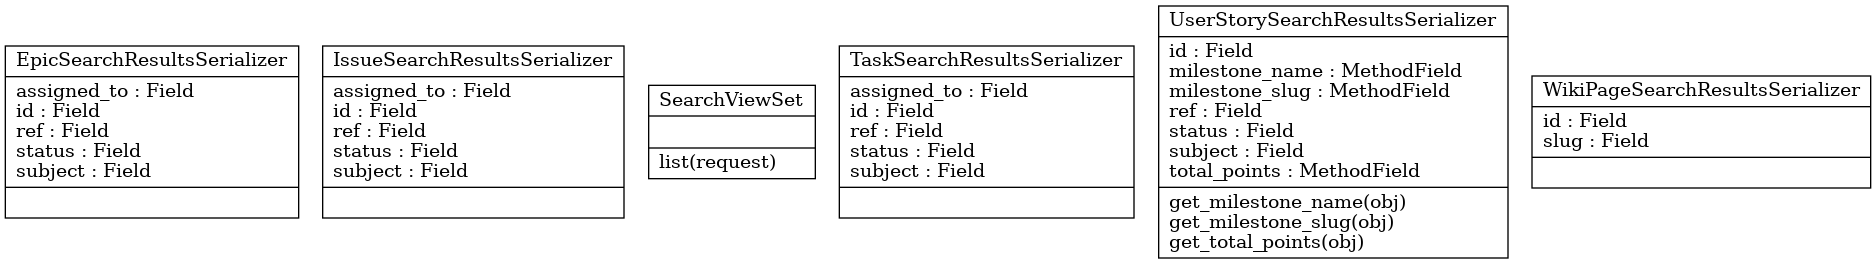 EpicSearchResultsSerializer
assigned_to : Field
id : Field
ref : Field
status : Field
subject : Field
IssueSearchResultsSerializer
assigned_to : Field
id : Field
ref : Field
status : Field
subject : Field
SearchViewSet
list(request)
TaskSearchResultsSerializer
assigned_to : Field
id : Field
ref : Field
status : Field
subject : Field
UserStorySearchResultsSerializer
id : Field
milestone_name : MethodField
milestone_slug : MethodField
ref : Field
status : Field
subject : Field
total_points : MethodField
get_milestone_name(obj)
get_milestone_slug(obj)
get_total_points(obj)
WikiPageSearchResultsSerializer
id : Field
slug : Field